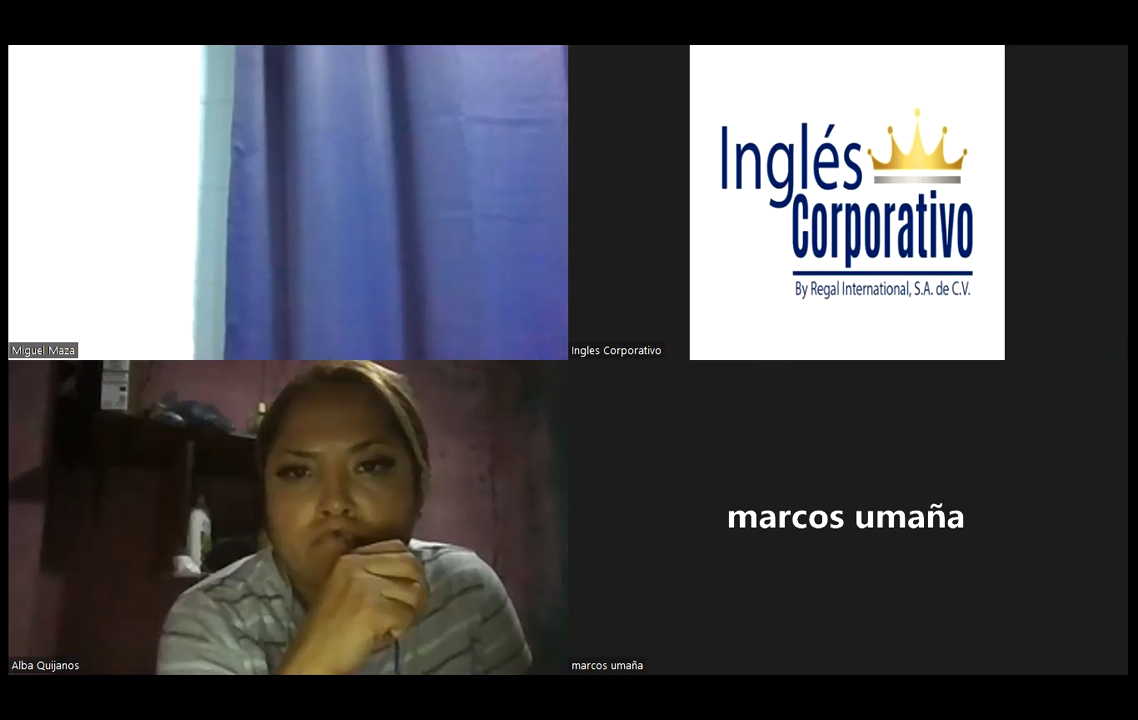 Inglés
Corporativo
By Regal International, S.A. de C.V.
Miguel Maza
Ingles Corporativo
marcos umaña
Alba Quijanos
marcos umaña